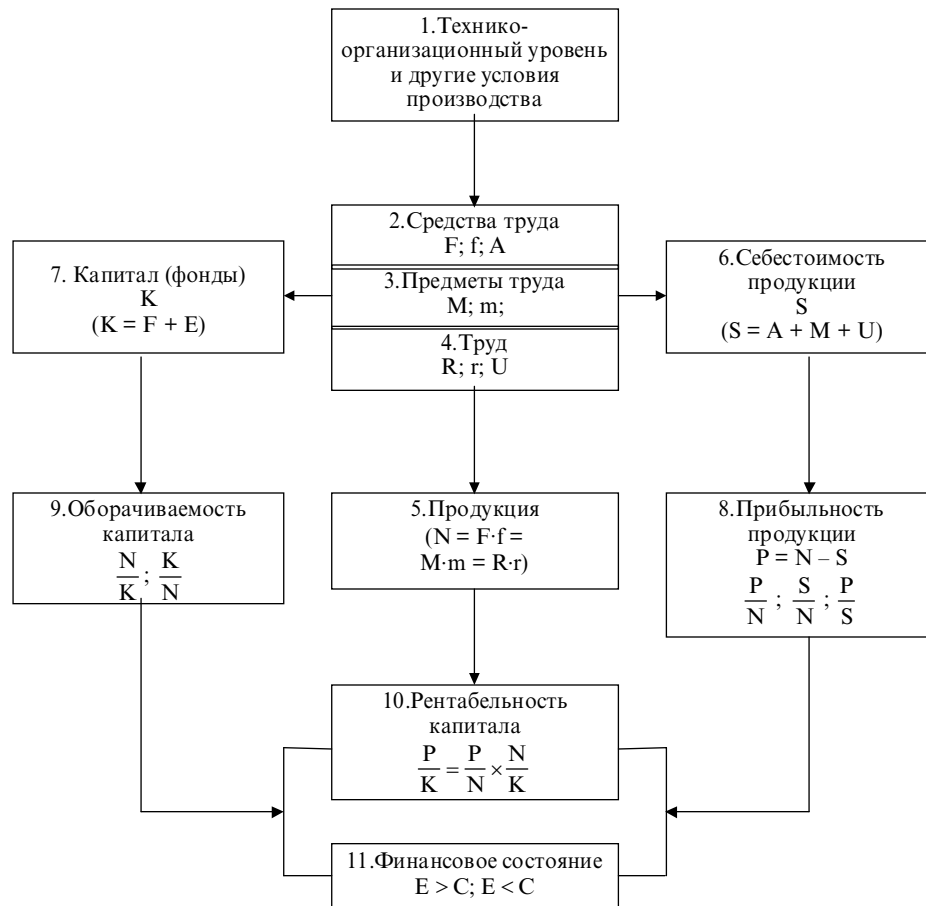 1.Технико-
организационный уровень
и другие условия
производства
2.Средства труда
F; f; A
3.Предметы труда
M; m;
4.Труд
R; r; U
7. Капитал (фонды)
K
(K = F + E)
6.Себестоимость
продукции
S
(S = A + M + U)
9.Оборачиваемость
капитала
N/K ; K/N
5.Продукция
(N = F·f =
M·m = R·r)
8.Прибыльность
продукции
P = N – S
P/N ; S/N ; P/S
10.Рентабельность
капитала
P/K = P/N × N/K
11.Финансовое состояние
E > C; E < C